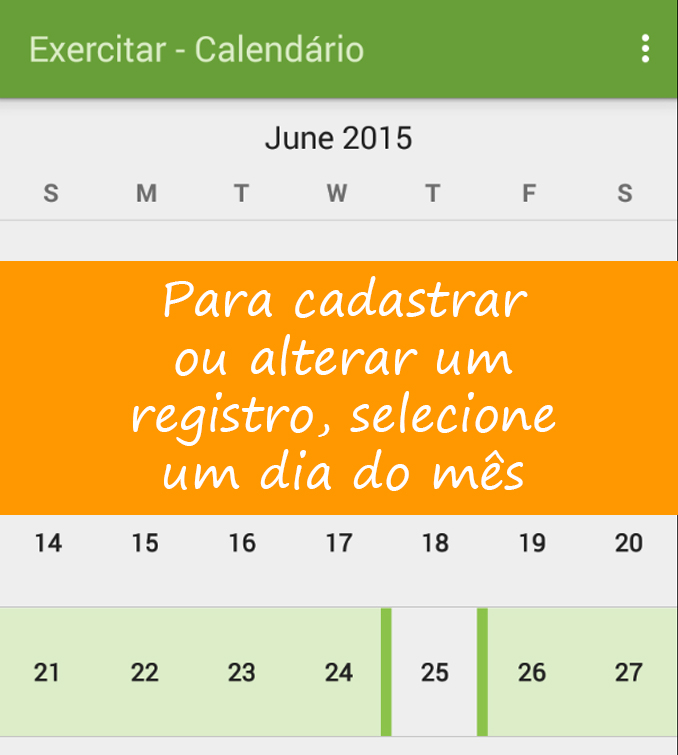 Exercitar - Calendário
June 2015
S M T W T F S
Para cadastrar
ou alterar um
registro, selecione
um dia do mês
14 15 16 17 18 19 20
21 22 23 24 25 26 27